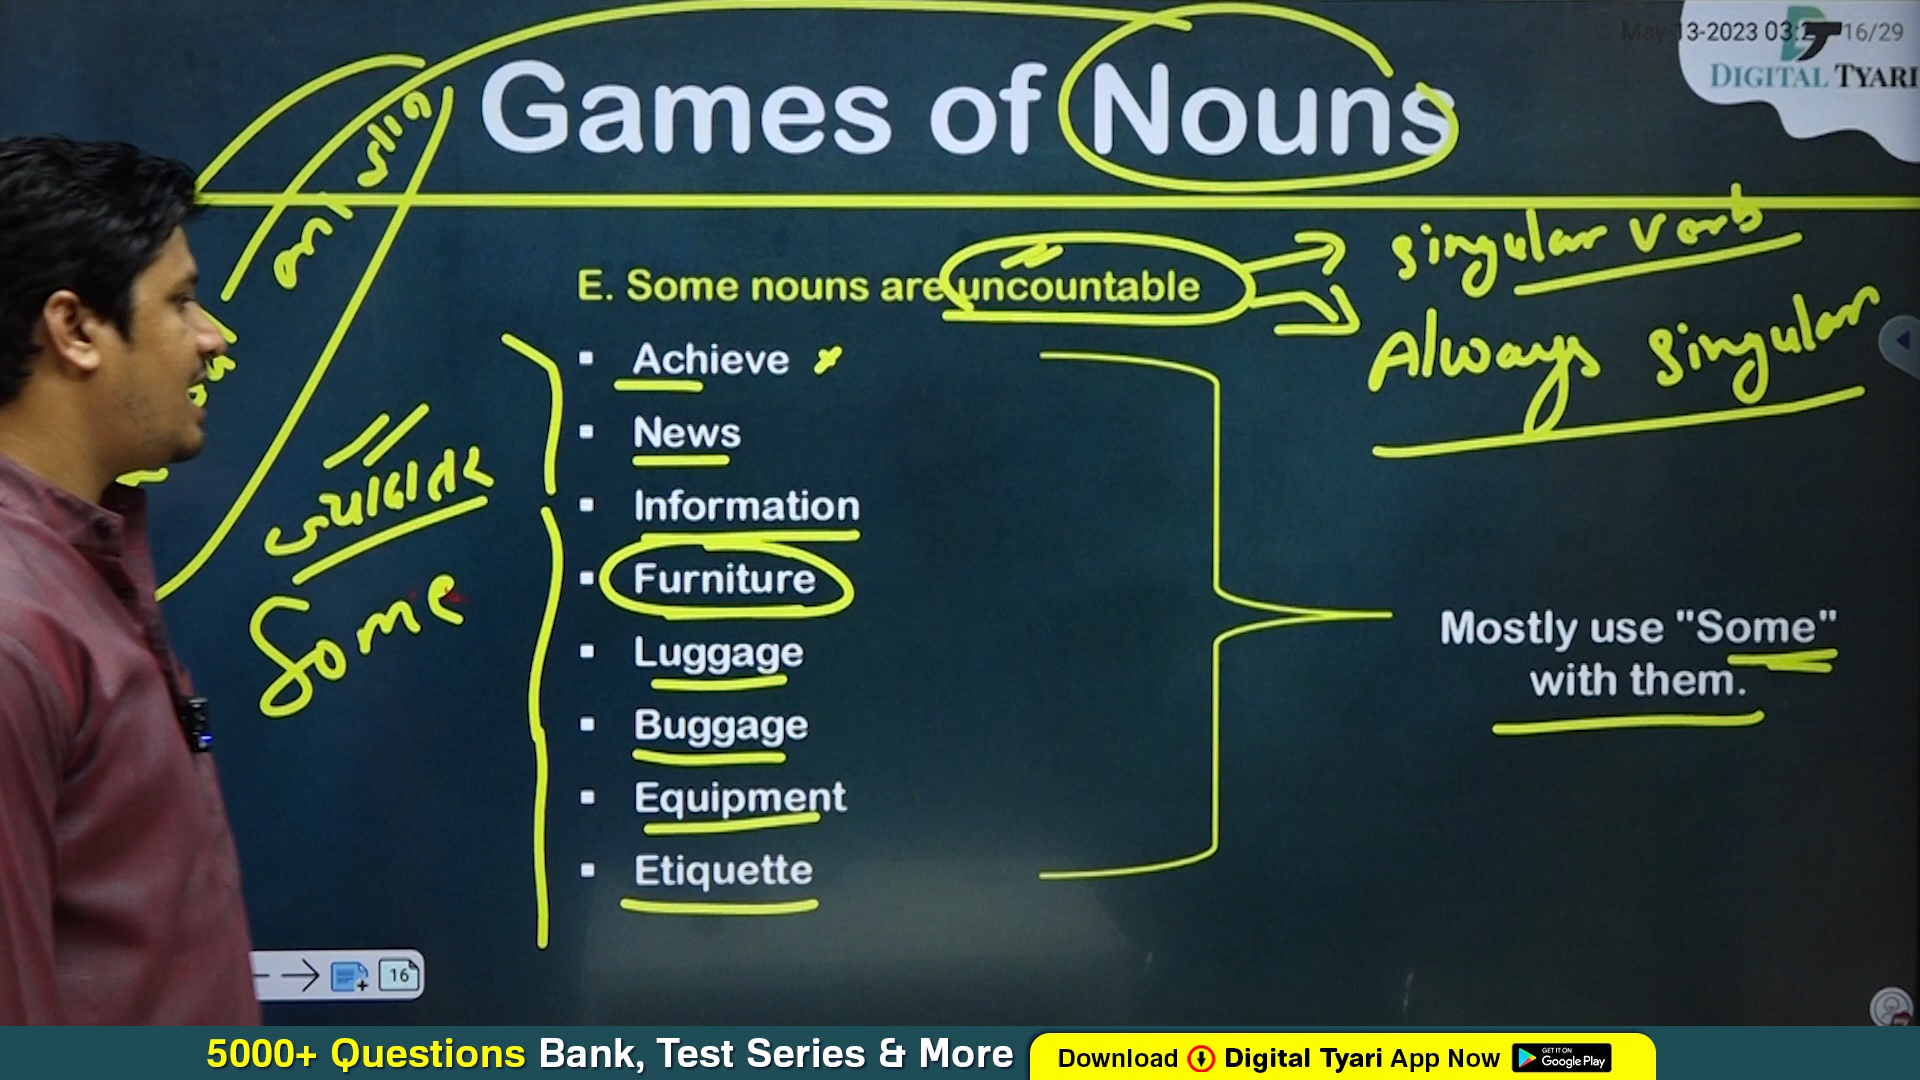 May-13-2023 03:2 16/29
DIGITAL TYARI
Games of Nouns
singular verb
E. Some nouns are uncountable
Always singular
Achieve
News
Information
Furniture
Luggage
Buggage
Equipment
Etiquette
Some
Mostly use "Some"
with them.
16
5000+ Questions Bank, Test Series & More
Download Digital Tyari App Now
GET IT ON
Google Play